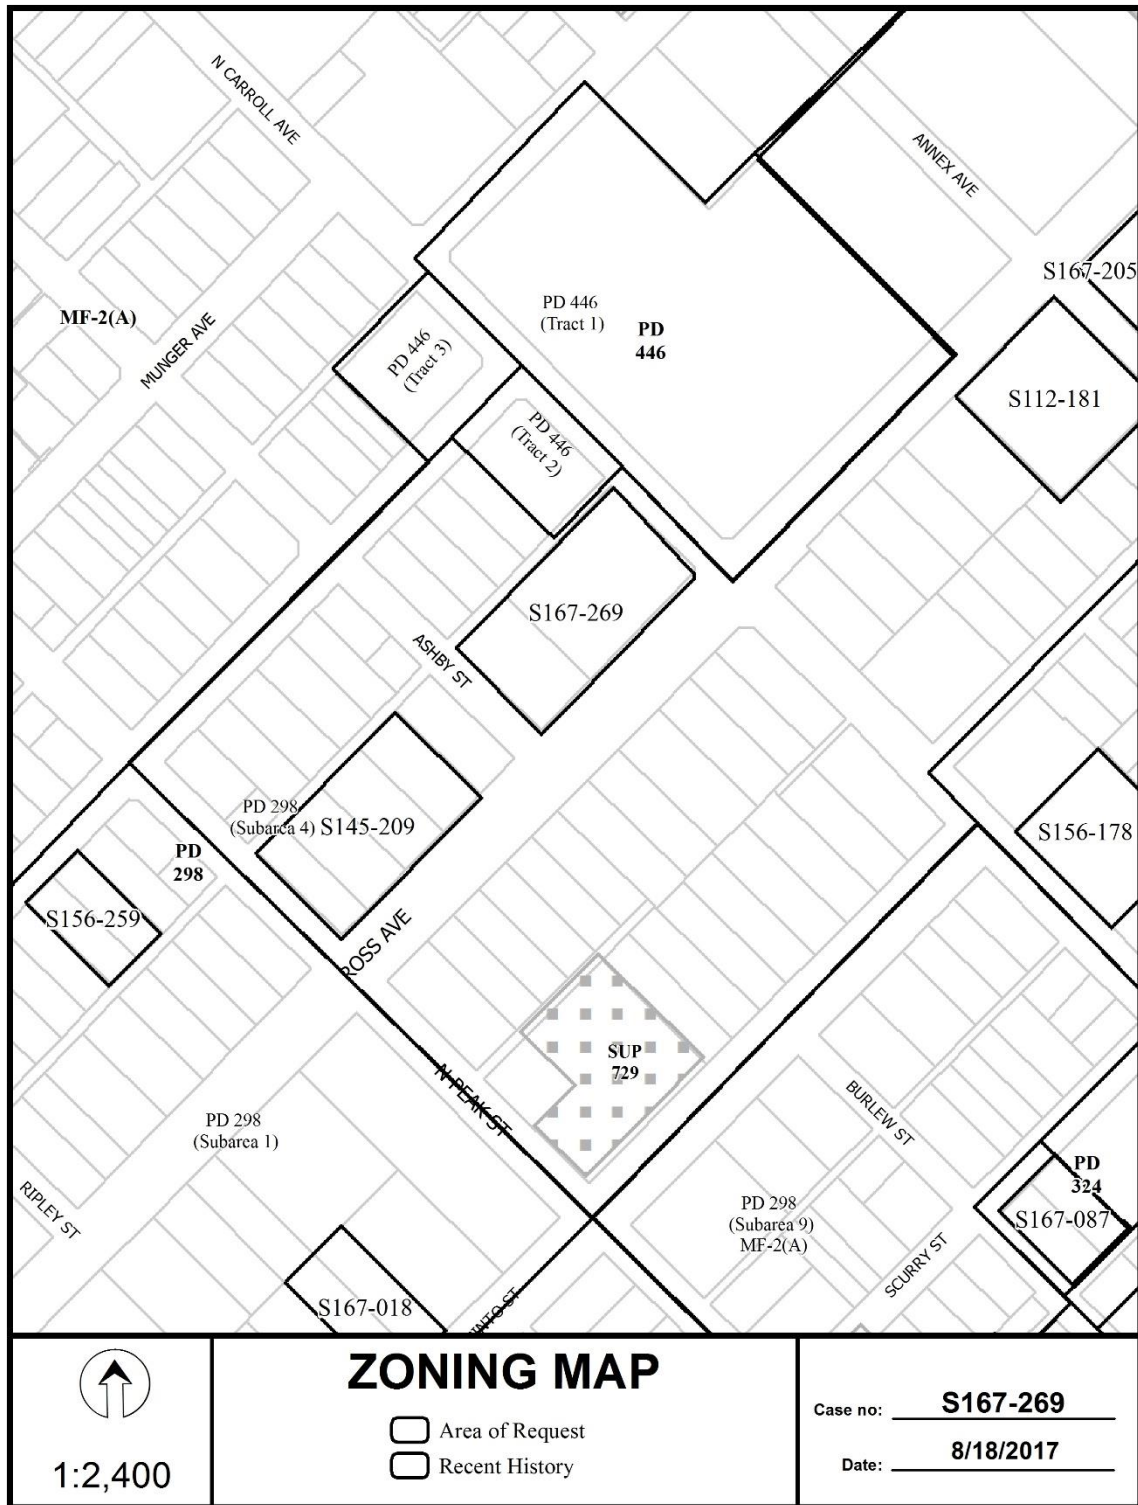 N CARROLL AVE
ANNEX AVE
S167-205
MF-2(A)
MUNGER AVE
PD 446
(Tract 1)
PD
446
PD 446
(Tract 3)
S112-181
PD 446
(Tract 2)
S167-269
ASHBY ST
PD 298
(Subarea 4)
S145-209
PD
298
S156-178
S156-259
ROSS AVE
SUP
729
N PEAK ST
BURLEW ST
PD 298
(Subarea 1)
PD
324
RIPLEY ST
PD 298
(Subarea 9)
MF-2(A)
S167-087
SCURRY ST
S167-018
ZONING MAP
1:2,400
Area of Request
Recent History
Case no: S167-269
Date: 8/18/2017